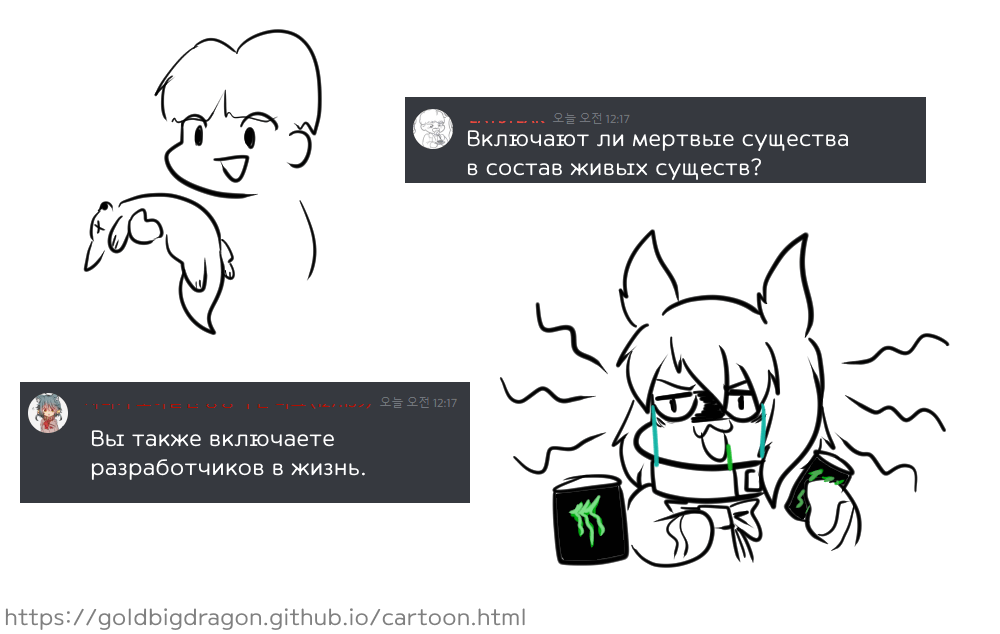 오늘 오전 12:17
Включают ли мертвые существа
в состав живых существ?
오늘 오전 12:17
Вы также включаете
разработчиков в жизнь.
https://goldbigdragon.github.io/cartoon.html